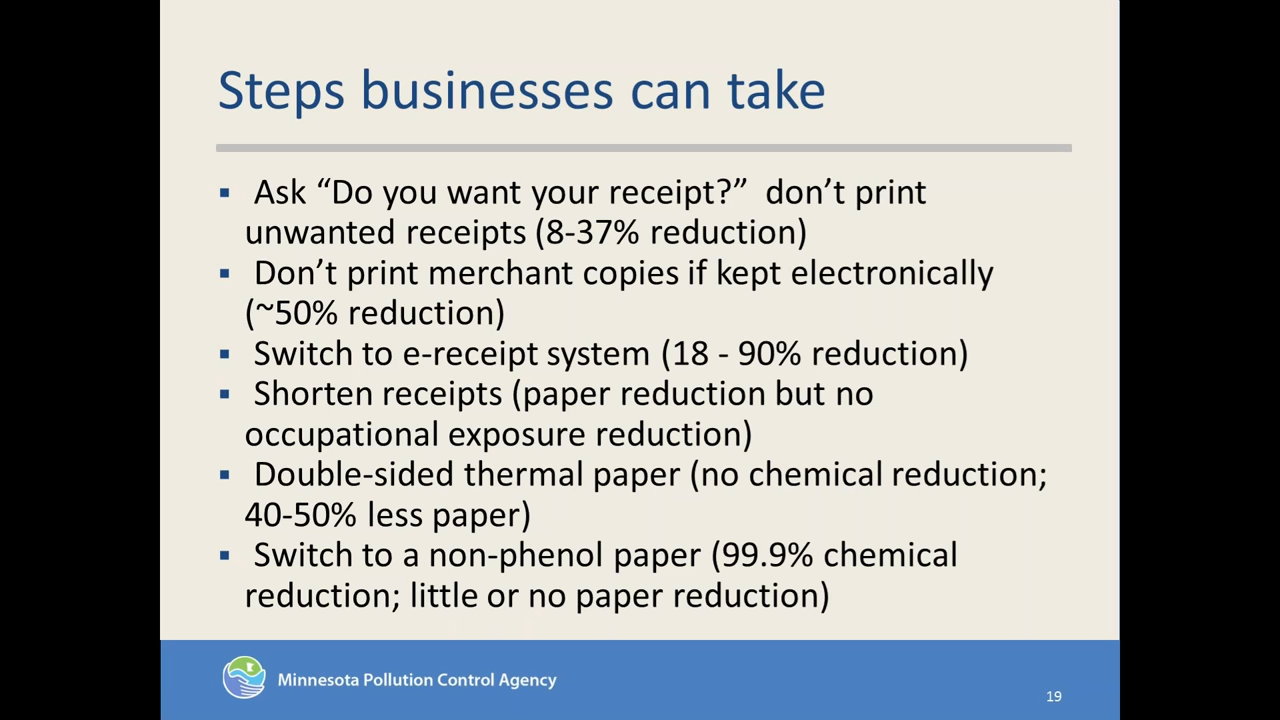 Steps businesses can take
▪ Ask “Do you want your receipt?”  don’t print
unwanted receipts (8-37% reduction)
▪ Don’t print merchant copies if kept electronically
(~50% reduction)
▪ Switch to e-receipt system (18 - 90% reduction)
▪ Shorten receipts (paper reduction but no
occupational exposure reduction)
▪ Double-sided thermal paper (no chemical reduction;
40-50% less paper)
▪ Switch to a non-phenol paper (99.9% chemical
reduction; little or no paper reduction)
Minnesota Pollution Control Agency
19